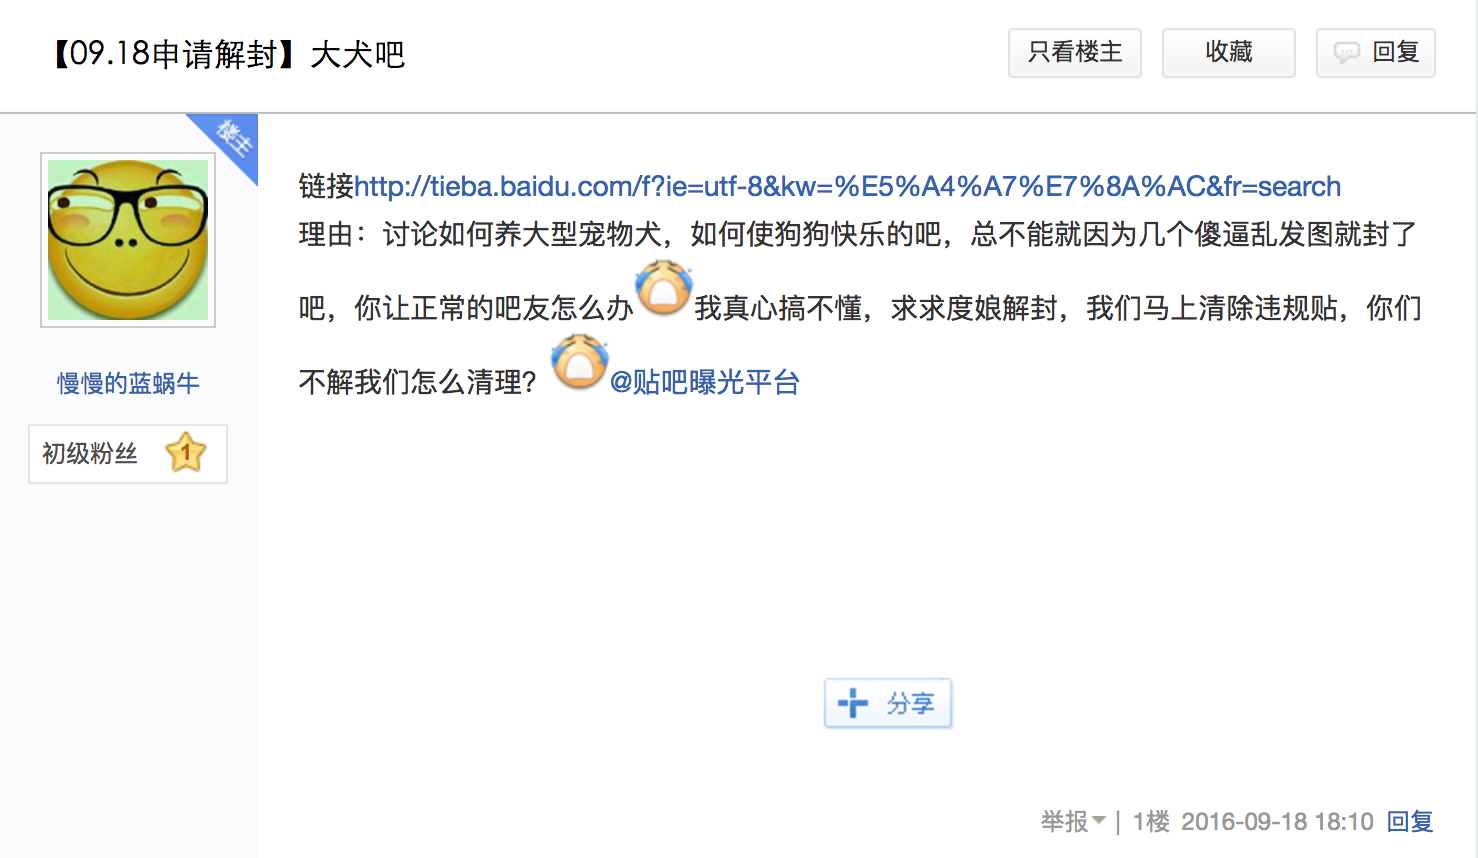 【09.18申请解封】大犬吧
只看楼主
收藏
回复
楼主
慢慢的蓝蜗牛
初级粉丝 1
链接http://tieba.baidu.com/f?ie=utf-8&kw=%E5%A4%A7%E7%8A%AC&fr=search
理由：讨论如何养大型宠物犬，如何使狗狗快乐的吧，总不能就因为几个傻逼乱发图就封了
吧，你让正常的吧友怎么办我真心搞不懂，求求度娘解封，我们马上清除违规贴，你们
不解我们怎么清理？@贴吧曝光平台
分享
举报 | 1楼 2016-09-18 18:10 回复